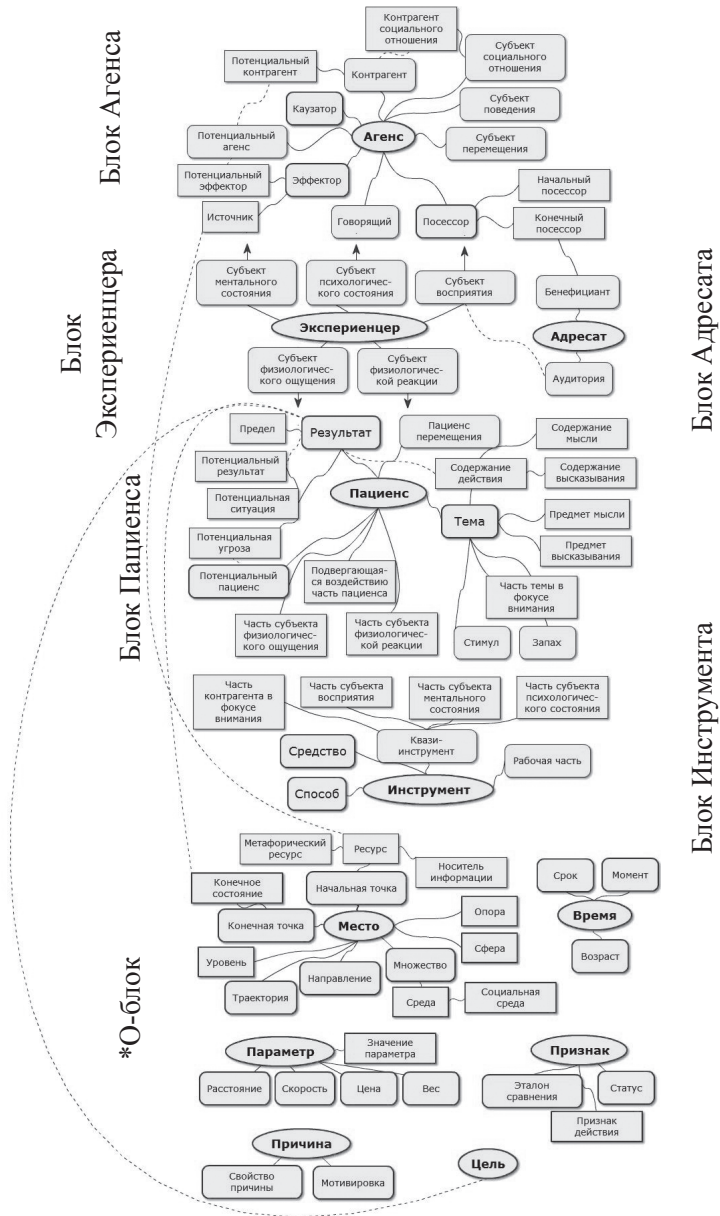 Контрагент
социального
отношения
Потенциальный
контрагент
Контрагент
Субъект
социального
отношения
Блок Агенса
Каузатор
Субъект
поведения
Потенциальный
агенс
Агенс
Субъект
перемещения
Потенциальный
эффектор
Эффектор
Начальный
посессор
Источник
Говорящий
Посессор
Конечный
посессор
Блок
Экспериенцера
Субъект
ментального
состояния
Субъект
психологичес-
кого состояния
Субъект
восприятия
Бенефициант
Экспериенцер
Адресат
Блок Адресата
Субъект
физиологичес-
кого ощущения
Субъект
физиологичес-
кой реакции
Аудитория
Предел
Результат
Пациенс
перемещения
Содержание
мысли
Потенциальный
результат
Содержание
действия
Содержание
высказывания
Блок Пациенса
Потенциальная
ситуация
Пациенс
Тема
Предмет мысли
Потенциальная
угроза
Предмет
высказывания
Потенциальный
пациенс
Подвергающа-
яся воздействию
часть пациенса
Часть темы в
фокусе
внимания
Часть субъекта
физиологичес-
кого ощущения
Часть субъекта
физиологичес-
кой реакции
Стимул
Запах
Часть
контрагента в
фокусе
внимания
Часть субъекта
восприятия
Часть субъекта
ментального
состояния
Часть субъекта
психологичес-
кого состояния
Блок Инструмента
Средство
Квази-
инструмент
Рабочая часть
Способ
Инструмент
Метафорический
ресурс
Ресурс
Носитель
информации
Конечное
состояние
Начальная точка
Срок
Момент
Конечная точка
Место
Опора
Время
Сфера
Возраст
Уровень
Направление
Множество
Траектория
Среда
Социальная
среда
*О-блок
Параметр
Значение
параметра
Признак
Расстояние
Скорость
Цена
Вес
Эталон
сравнения
Статус
Признак
действия
Причина
Цель
Свойство
причины
Мотивировка